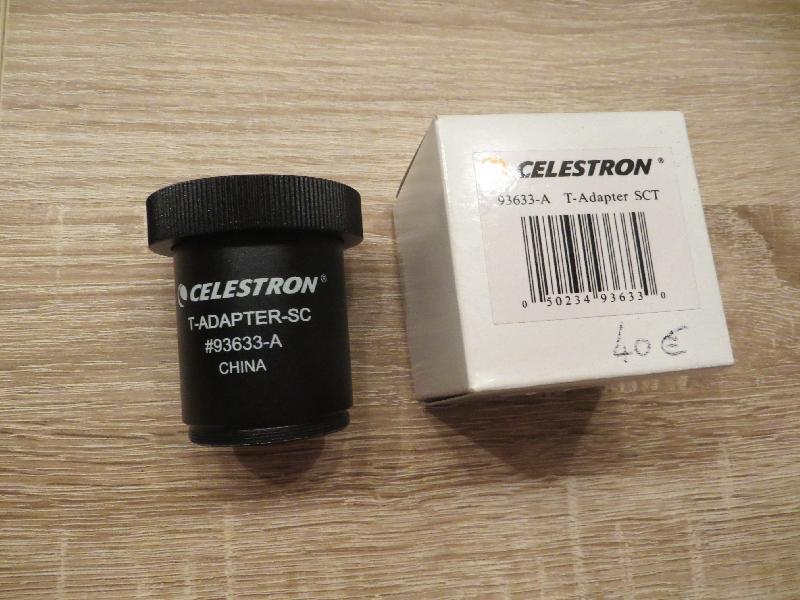 CELESTRON®
T-ADAPTER-SC
#93633-A
CHINA
CELESTRON®
93633-A T-Adapter SCT
0 50234 93633 0
40€